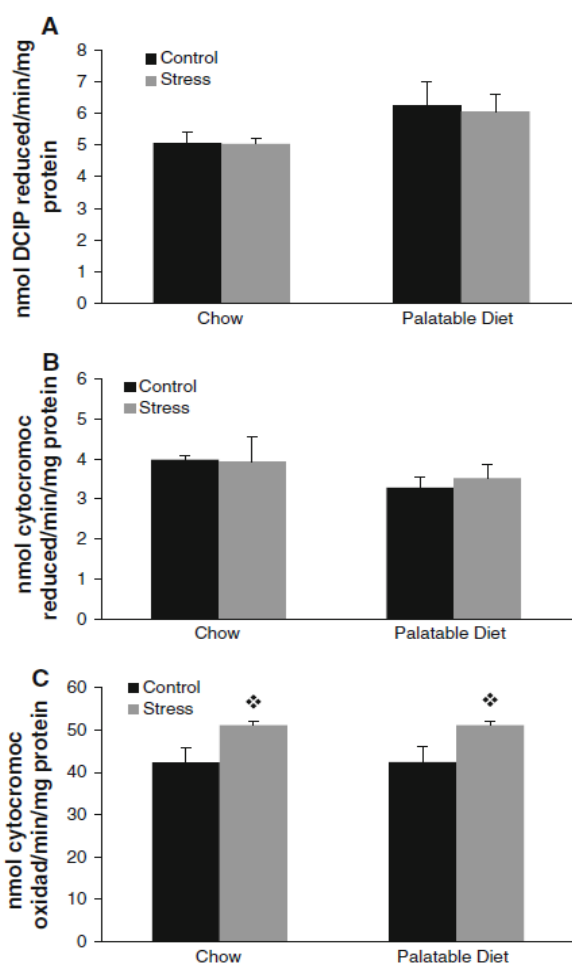 A
Control
Stress
nmol DCIP reduced/min/mg
protein
8
7
6
5
4
3
2
1
0
Chow Palatable Diet
B
Control
Stress
nmol cytocromoc
reduced/min/mg protein
6
5
4
3
2
1
0
Chow Palatable Diet
C
Control
Stress
nmol cytocromoc
oxidad/min/mg protein
60
50
40
30
20
10
0
Chow Palatable Diet